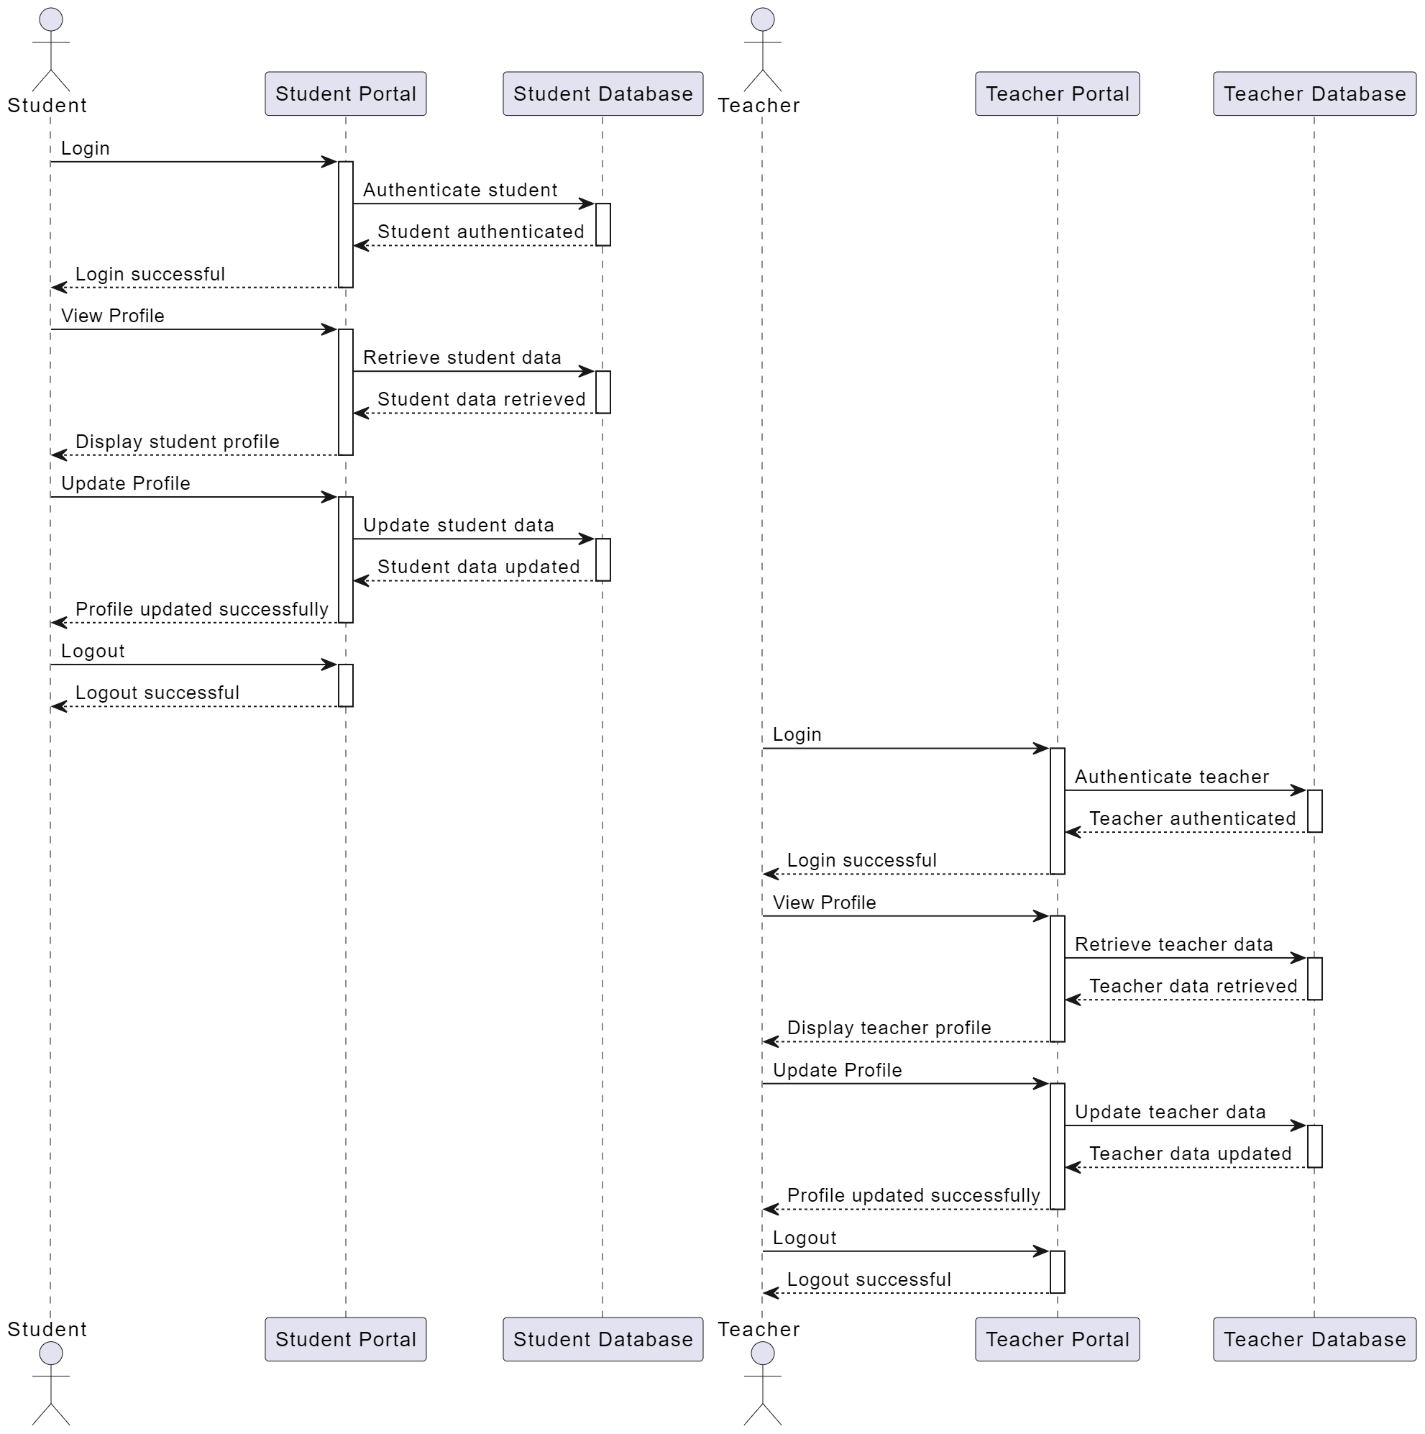 Student
Student Portal
Student Database
Teacher
Teacher Portal
Teacher Database
Login
Authenticate student
Student authenticated
Login successful
View Profile
Retrieve student data
Student data retrieved
Display student profile
Update Profile
Update student data
Student data updated
Profile updated successfully
Logout
Logout successful
Login
Authenticate teacher
Teacher authenticated
Login successful
View Profile
Retrieve teacher data
Teacher data retrieved
Display teacher profile
Update Profile
Update teacher data
Teacher data updated
Profile updated successfully
Logout
Logout successful
Student
Student Portal
Student Database
Teacher
Teacher Portal
Teacher Database